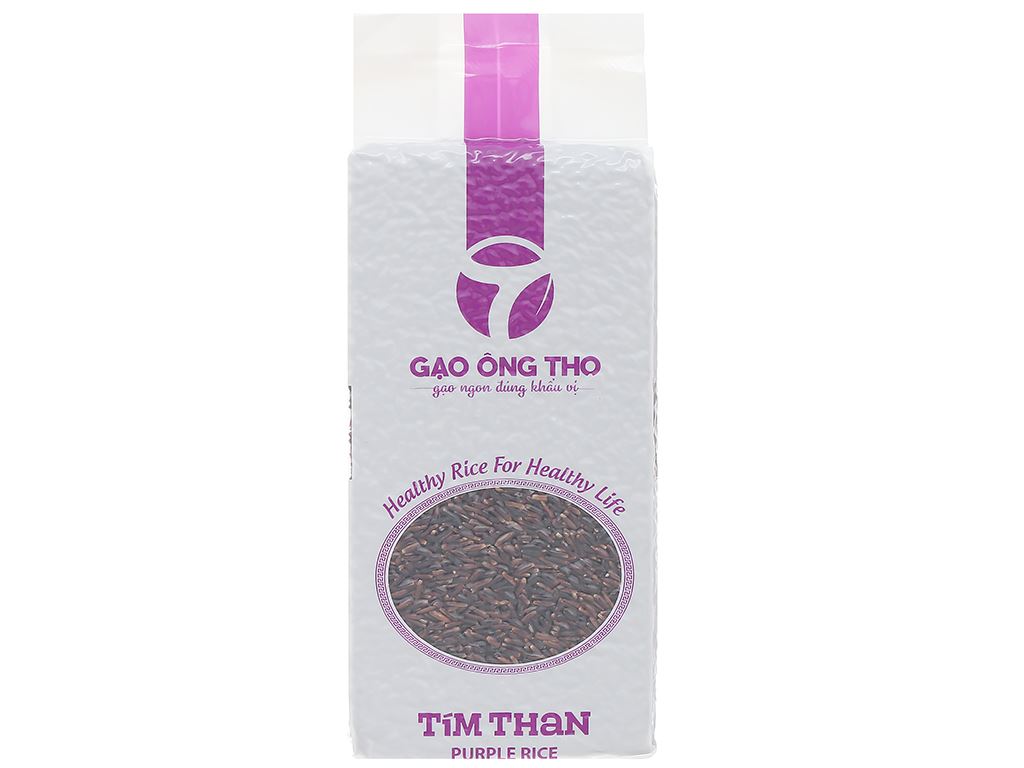 GẠO ÔNG THỌ
gạo ngon đúng khẩu vị
Healthy Rice For Healthy Life
TÍM THAN
PURPLE RICE